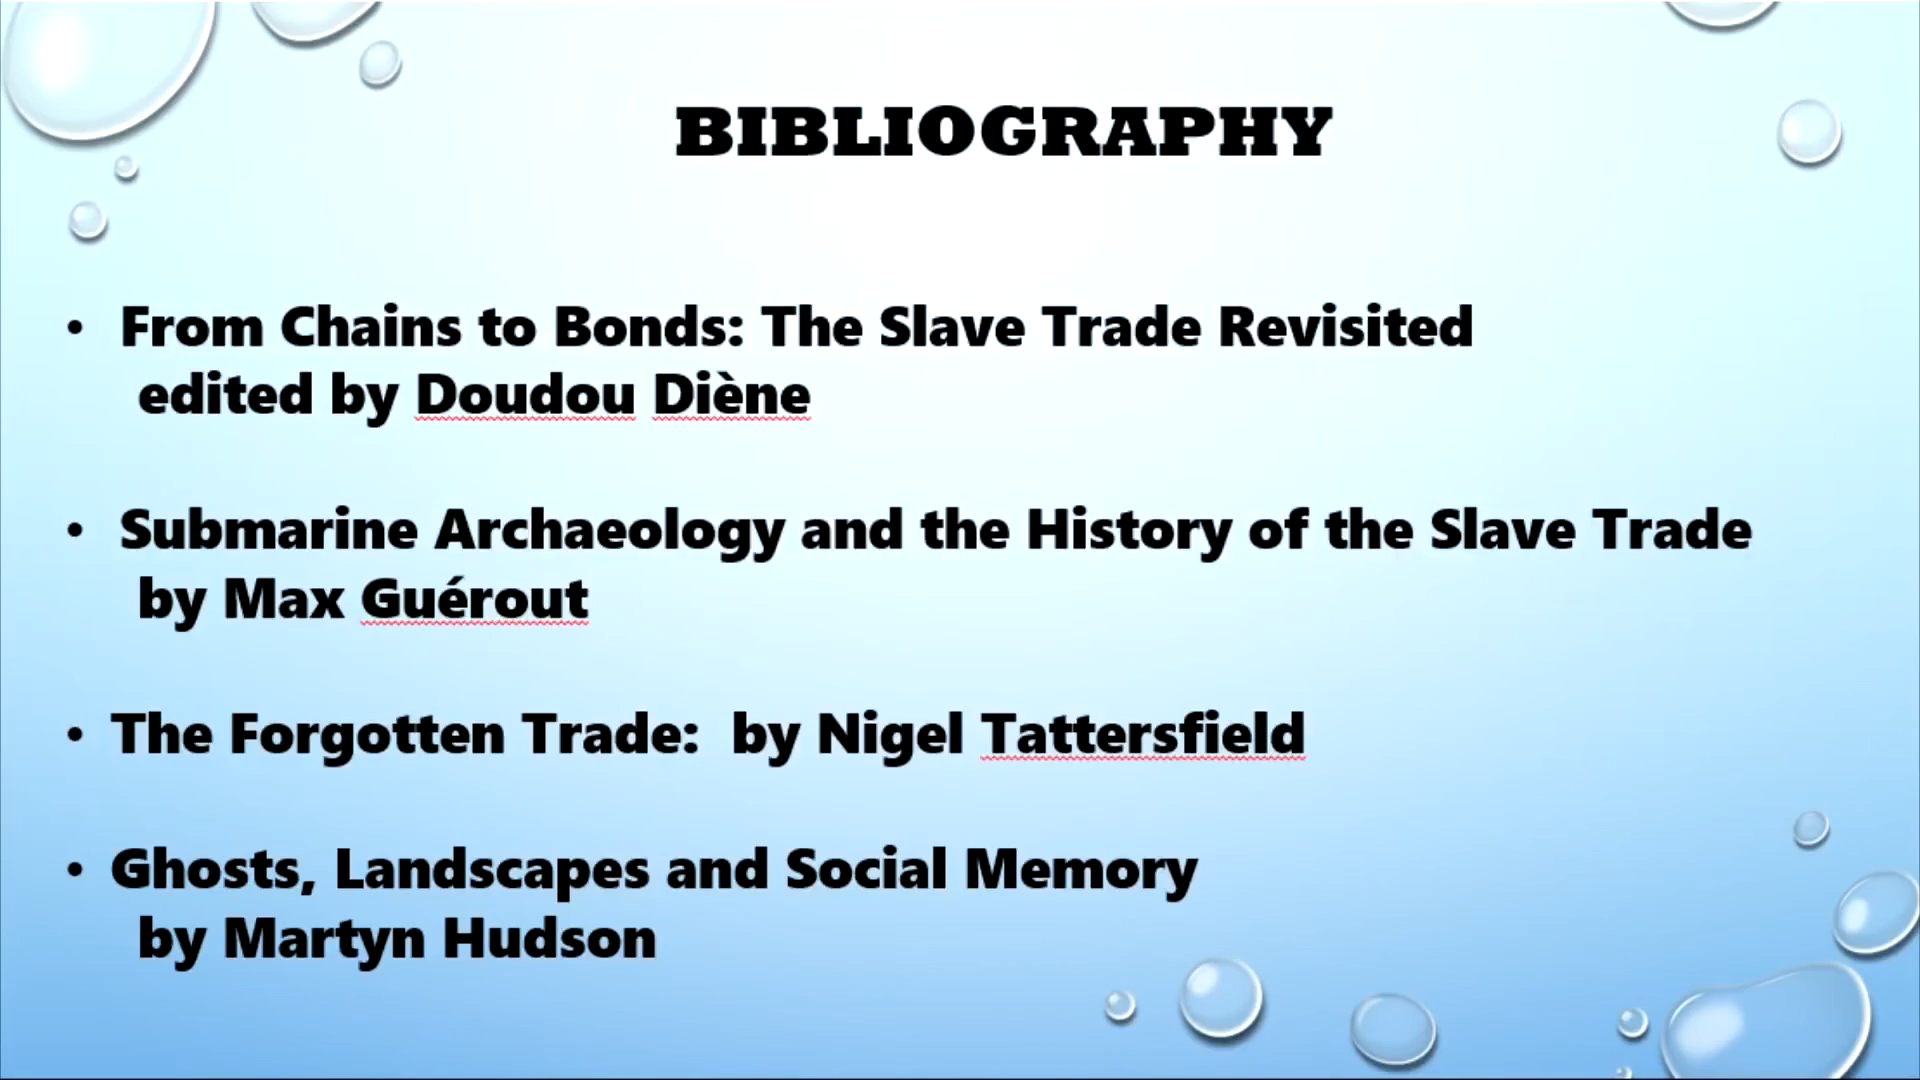 BIBLIOGRAPHY
• From Chains to Bonds: The Slave Trade Revisited
edited by Doudou Diène
• Submarine Archaeology and the History of the Slave Trade
by Max Guérout
• The Forgotten Trade:  by Nigel Tattersfield
• Ghosts, Landscapes and Social Memory
by Martyn Hudson